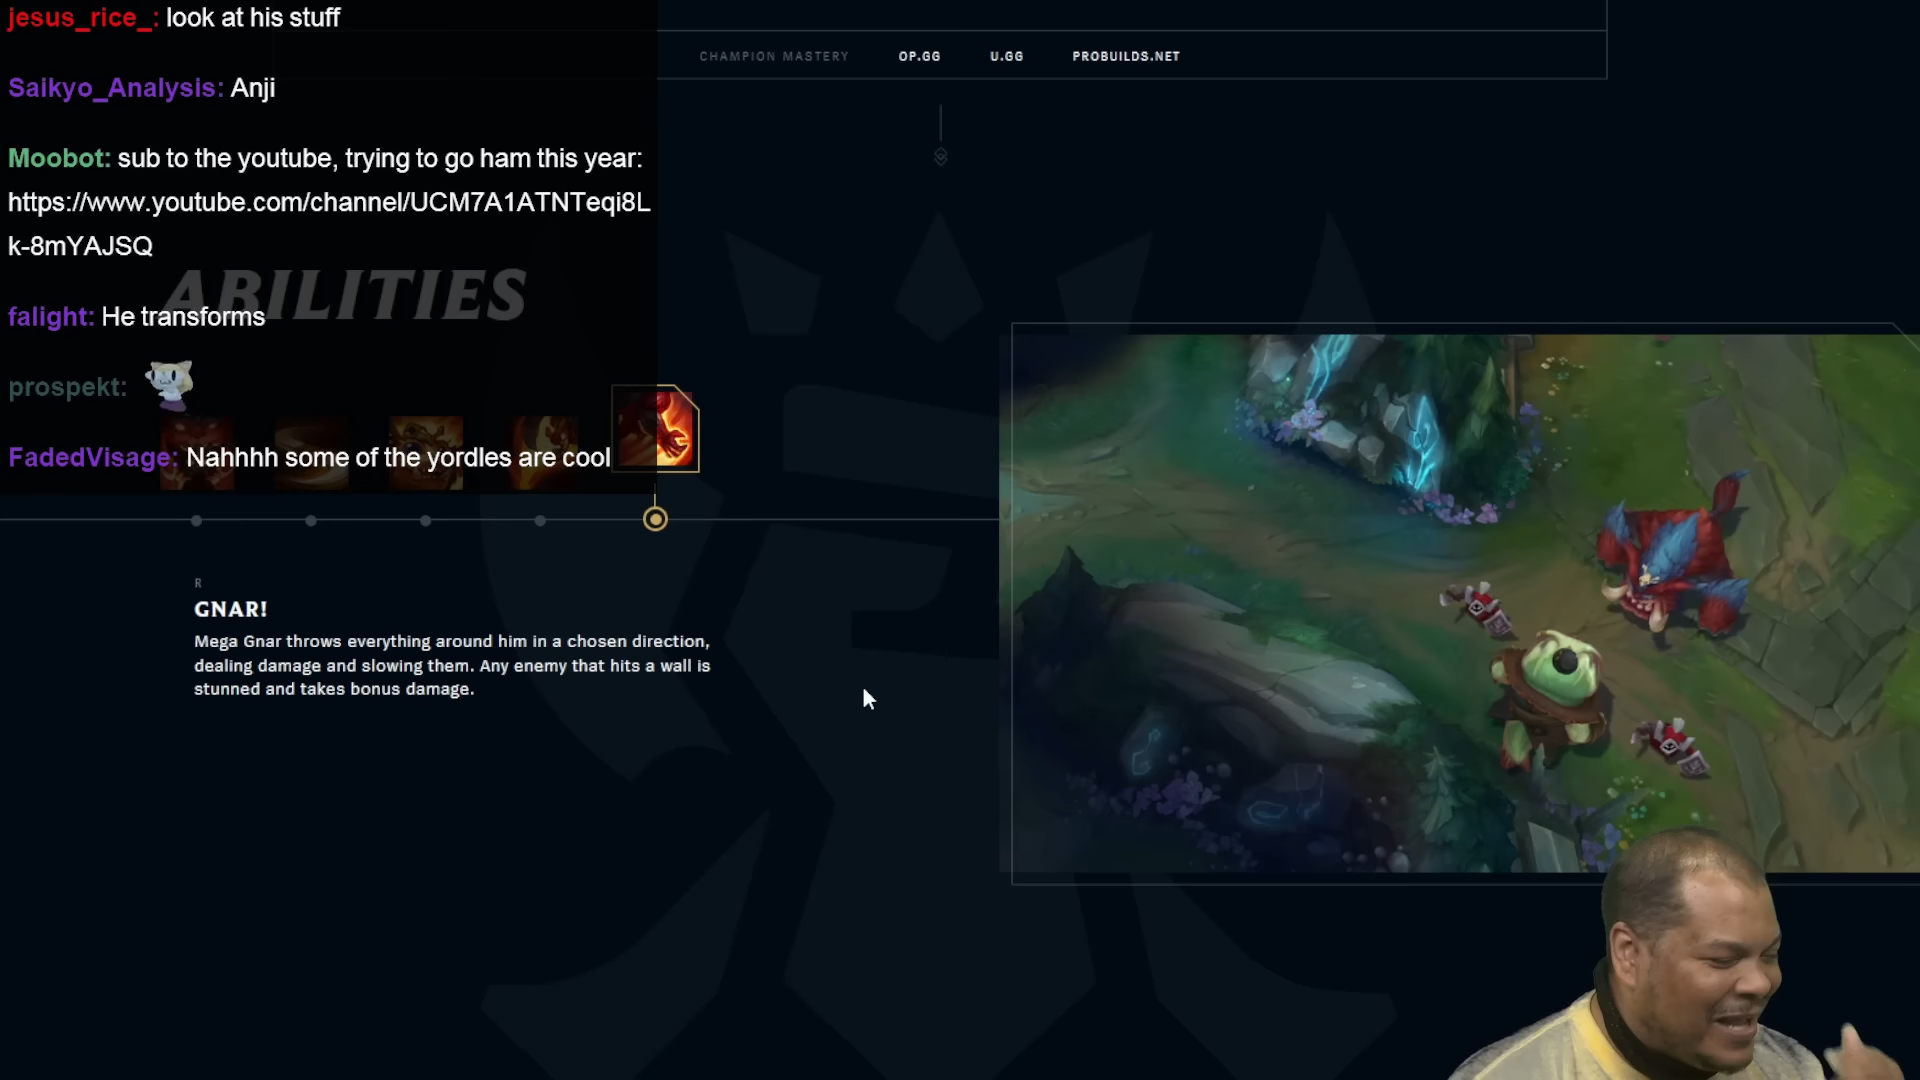 jesus_rice_: look at his stuff
CHAMPION MASTERY OP.GG U.GG PROBUILDS.NET
Saikyo_Analysis: Anji
Moobot: sub to the youtube, trying to go ham this year:
https://www.youtube.com/channel/UCM7A1ATNTeqi8L
k-8mYAJSQ
ABILITIES
falight: He transforms
prospekt:
FadedVisage: Nahhhh some of the yordles are cool
R
GNAR!
Mega Gnar throws everything around him in a chosen direction,
dealing damage and slowing them. Any enemy that hits a wall is
stunned and takes bonus damage.